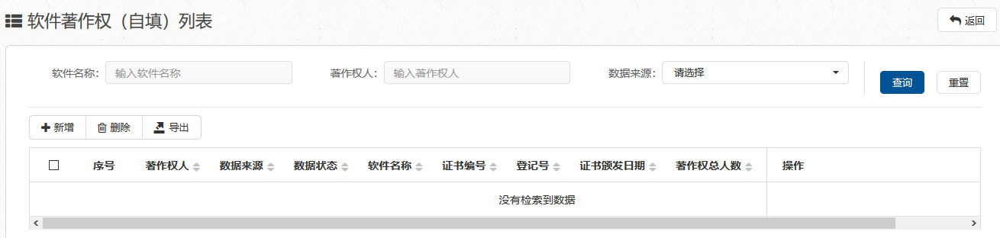 软件著作权（自填）列表
返回
软件名称: 输入软件名称 著作权人: 输入著作权人 数据来源: 请选择 查询 重置
新增 删除 导出
序号 著作权人 数据来源 数据状态 软件名称 证书编号 登记号 证书颁发日期 著作权总人数 操作
没有检索到数据